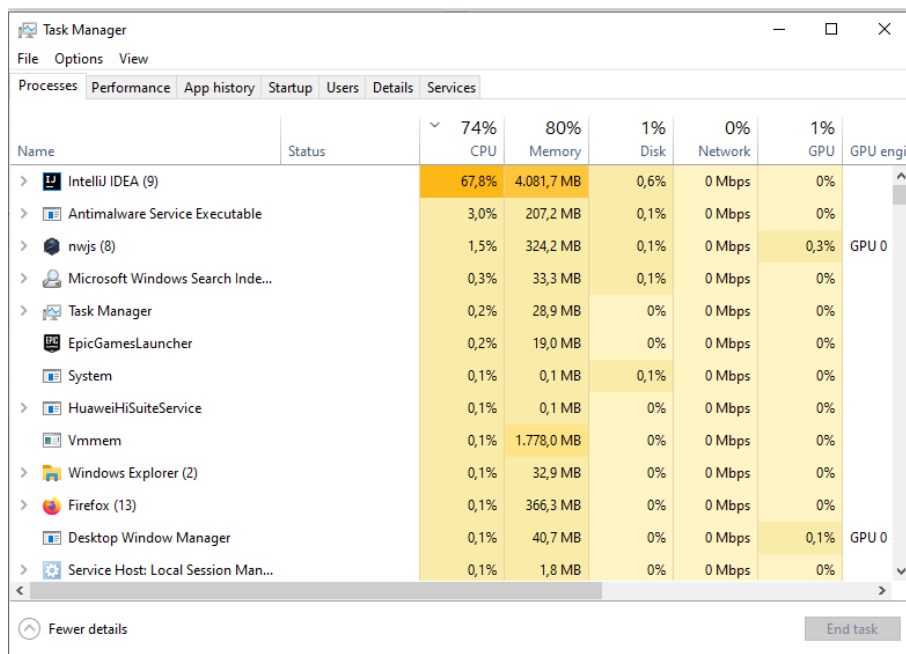 Task Manager
File Options View
Processes Performance App history Startup Users Details Services
74% 80% 1% 0% 1%
Name Status CPU Memory Disk Network GPU GPU engi
IntelliJ IDEA (9) 67,8% 4.081,7 MB 0,6% 0 Mbps 0%
Antimalware Service Executable 3,0% 207,2 MB 0,1% 0 Mbps 0%
nwjs (8) 1,5% 324,2 MB 0,1% 0 Mbps 0,3% GPU 0
Microsoft Windows Search Inde... 0,3% 33,3 MB 0,1% 0 Mbps 0%
Task Manager 0,2% 28,9 MB 0% 0 Mbps 0%
EpicGamesLauncher 0,2% 19,0 MB 0% 0 Mbps 0%
System 0,1% 0,1 MB 0,1% 0 Mbps 0%
HuaweiHiSuiteService 0,1% 0,1 MB 0% 0 Mbps 0%
Vmmem 0,1% 1.778,0 MB 0% 0 Mbps 0%
Windows Explorer (2) 0,1% 32,9 MB 0% 0 Mbps 0%
Firefox (13) 0,1% 366,3 MB 0% 0 Mbps 0%
Desktop Window Manager 0,1% 40,7 MB 0% 0 Mbps 0,1% GPU 0
Service Host: Local Session Man... 0,1% 1,8 MB 0% 0 Mbps 0%
Fewer details End task